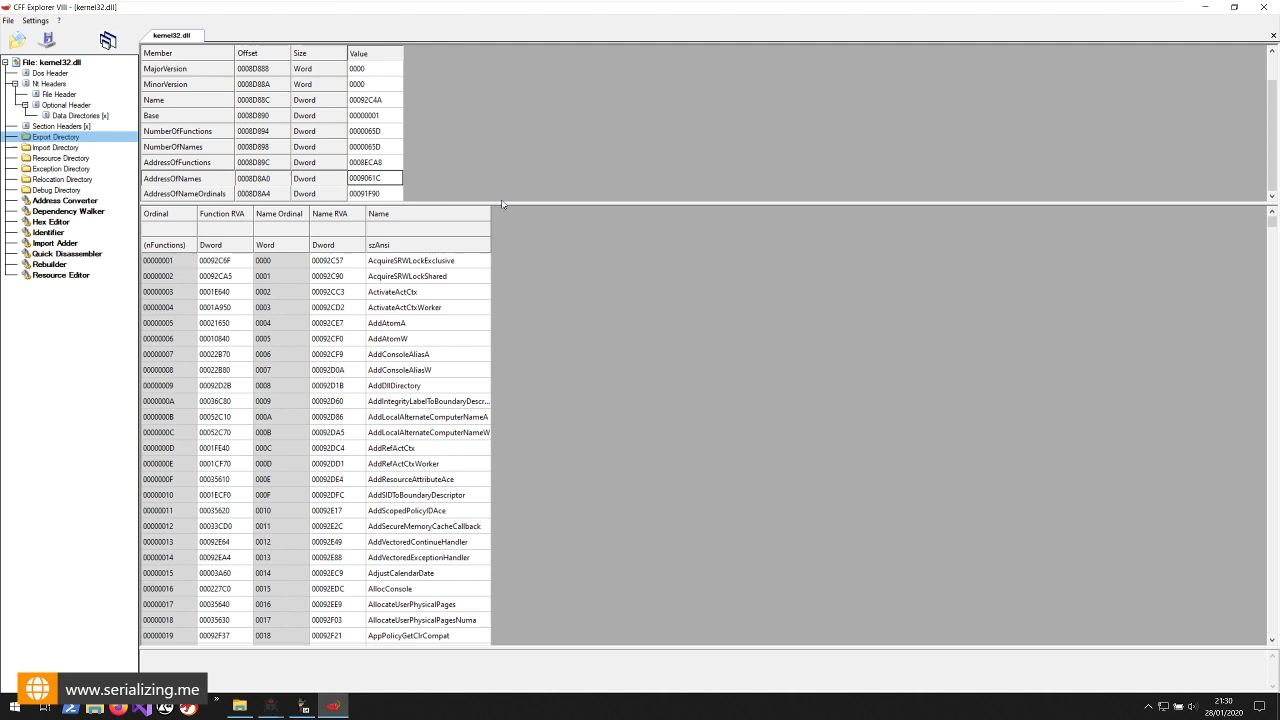 CFF Explorer VIII - [kernel32.dll]
File Settings ?
kernel32.dll
File: kernel32.dll
Dos Header
Nt Headers
File Header
Optional Header
Data Directories [x]
Section Headers [x]
Export Directory
Import Directory
Resource Directory
Exception Directory
Relocation Directory
Debug Directory
Address Converter
Dependency Walker
Hex Editor
Identifier
Import Adder
Quick Disassembler
Rebuilder
Resource Editor
Member Offset Size Value
MajorVersion 0008D888 Word 0000
MinorVersion 0008D88A Word 0000
Name 0008D88C Dword 00092C4A
Base 0008D890 Dword 00000001
NumberOfFunctions 0008D894 Dword 0000065D
NumberOfNames 0008D898 Dword 0000065D
AddressOfFunctions 0008D89C Dword 0008ECA8
AddressOfNames 0008D8A0 Dword 0009061C
AddressOfNameOrdinals 0008D8A4 Dword 00091F90
Ordinal Function RVA Name Ordinal Name RVA Name
(nFunctions) Dword Word Dword szAnsi
00000001 00092C6F 0000 00092C57 AcquireSRWLockExclusive
00000002 00092CA5 0001 00092C90 AcquireSRWLockShared
00000003 0001E640 0002 00092CC3 ActivateActCtx
00000004 0001A950 0003 00092CD2 ActivateActCtxWorker
00000005 00021650 0004 00092CE7 AddAtomA
00000006 00010840 0005 00092CF0 AddAtomW
00000007 00022B70 0006 00092CF9 AddConsoleAliasA
00000008 00022B80 0007 00092D0A AddConsoleAliasW
00000009 00092D2B 0008 00092D1B AddDllDirectory
0000000A 00036C80 0009 00092D60 AddIntegrityLabelToBoundaryDescr...
0000000B 00052C10 000A 00092D86 AddLocalAlternateComputerNameA
0000000C 00052C70 000B 00092DA5 AddLocalAlternateComputerNameW
0000000D 0001FE40 000C 00092DC4 AddRefActCtx
0000000E 0001CF70 000D 00092DD1 AddRefActCtxWorker
0000000F 00035610 000E 00092DE4 AddResourceAttributeAce
00000010 0001ECF0 000F 00092DFC AddSIDToBoundaryDescriptor
00000011 00035620 0010 00092E17 AddScopedPolicyIDAce
00000012 00033CD0 0011 00092E2C AddSecureMemoryCacheCallback
00000013 00092E64 0012 00092E49 AddVectoredContinueHandler
00000014 00092EA4 0013 00092E88 AddVectoredExceptionHandler
00000015 00003A60 0014 00092EC9 AdjustCalendarDate
00000016 000227C0 0015 00092EDC AllocConsole
00000017 00035640 0016 00092EE9 AllocateUserPhysicalPages
00000018 00035630 0017 00092F03 AllocateUserPhysicalPagesNuma
00000019 00092F37 0018 00092F21 AppPolicyGetClrCompat
www.serializing.me
21:30
28/01/2020